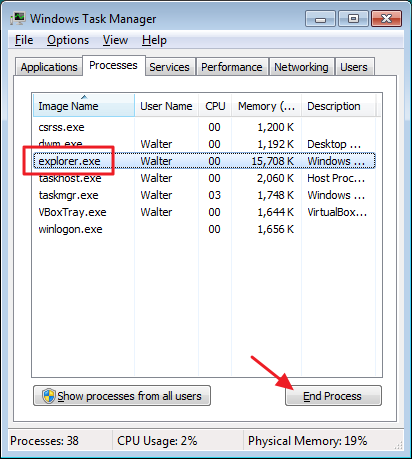 Windows Task Manager
File Options View Help
Applications Processes Services Performance Networking Users
Image Name User Name CPU Memory (... Description
csrss.exe 00 1,200 K
dwm.exe Walter 00 1,192 K Desktop ...
explorer.exe Walter 00 15,708 K Windows ...
taskhost.exe Walter 00 2,060 K Host Proc...
taskmgr.exe Walter 03 1,748 K Windows ...
VBoxTray.exe Walter 00 1,644 K VirtualBox...
winlogon.exe 00 1,656 K
Show processes from all users End Process
Processes: 38 CPU Usage: 2% Physical Memory: 19%